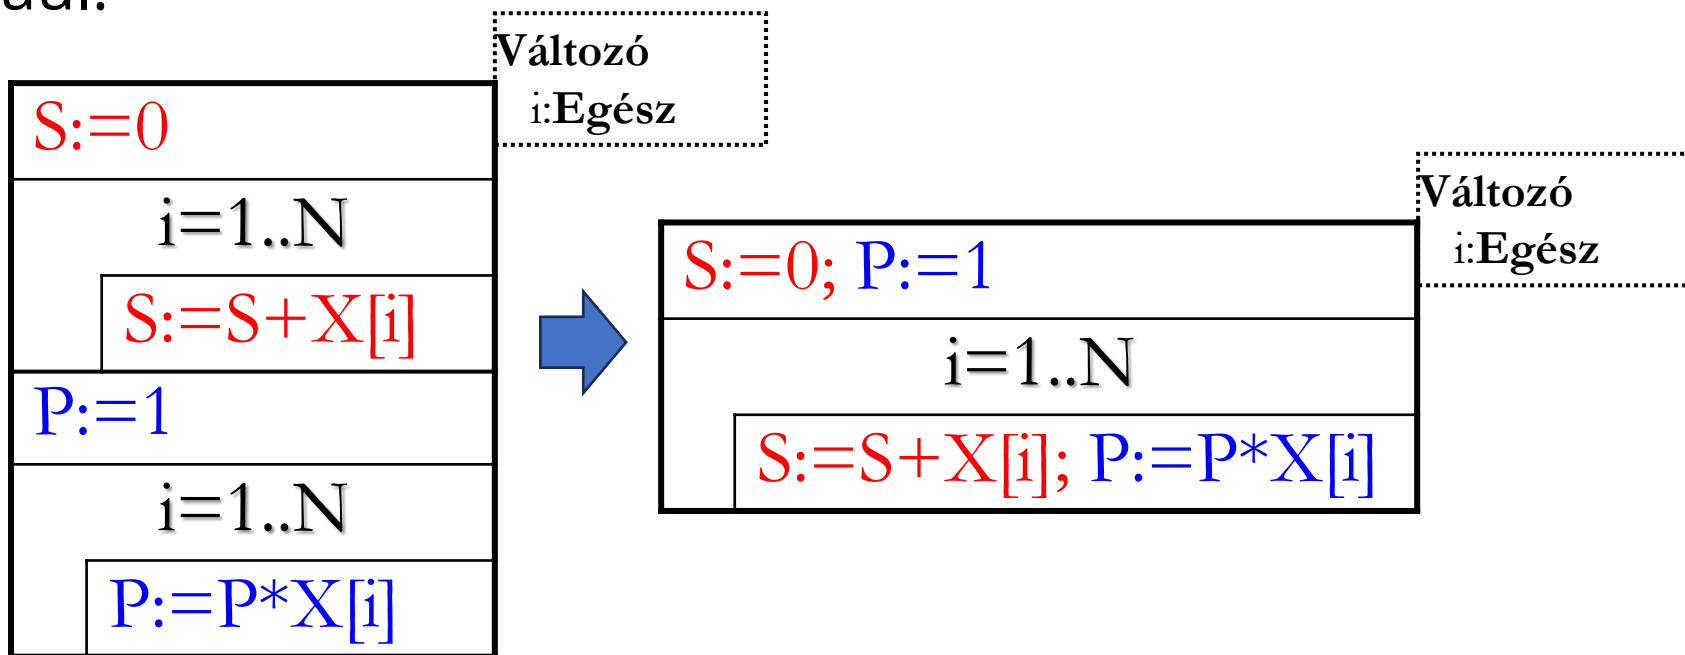 Változó
i:Egész
S:=0
i=1..N
S:=S+X[i]
P:=1
i=1..N
P:=P*X[i]
Változó
i:Egész
S:=0; P:=1
i=1..N
S:=S+X[i]; P:=P*X[i]